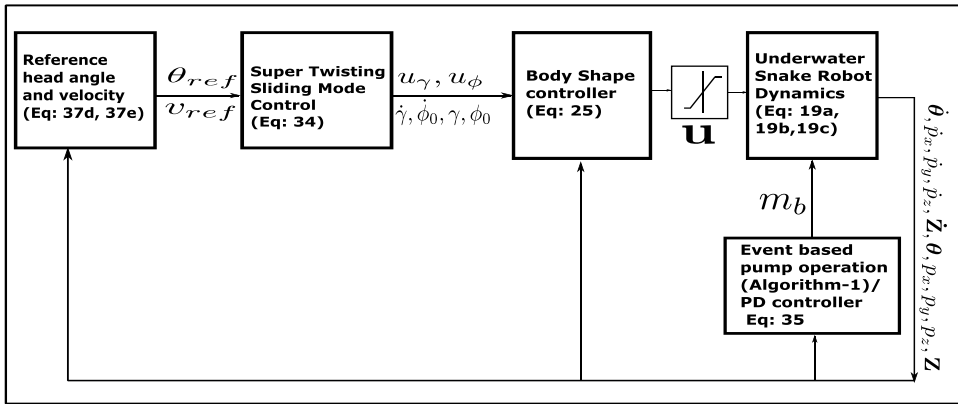 Reference
head angle
and velocity
(Eq: 37d, 37e)
θ_ref
v_ref
Super Twisting
Sliding Mode
Control
(Eq: 34)
u_γ, u_φ
γ̇, φ̇_0, γ, φ_0
Body Shape
controller
(Eq: 25)
u
Underwater
Snake Robot
Dynamics
(Eq: 19a,
19b,19c)
θ̇, ṗ_x, ṗ_y, ṗ_z, Ż, θ, p_x, p_y, p_z, Z
m_b
Event based
pump operation
(Algorithm-1)/
PD controller
Eq: 35